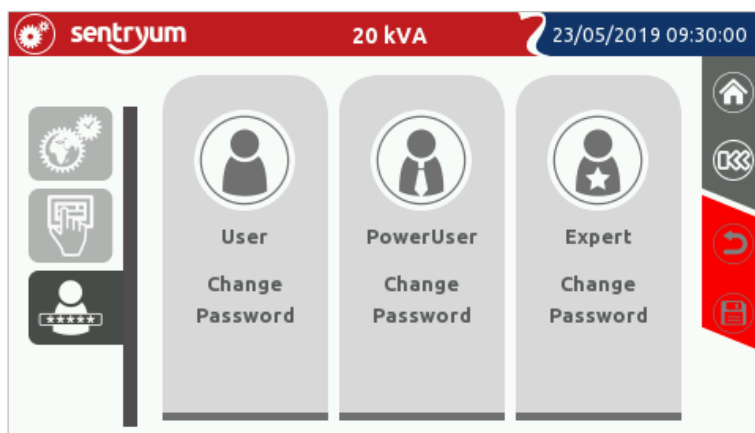 sentryum
20 kVA
23/05/2019 09:30:00
User
Change
Password
PowerUser
Change
Password
Expert
Change
Password
*****